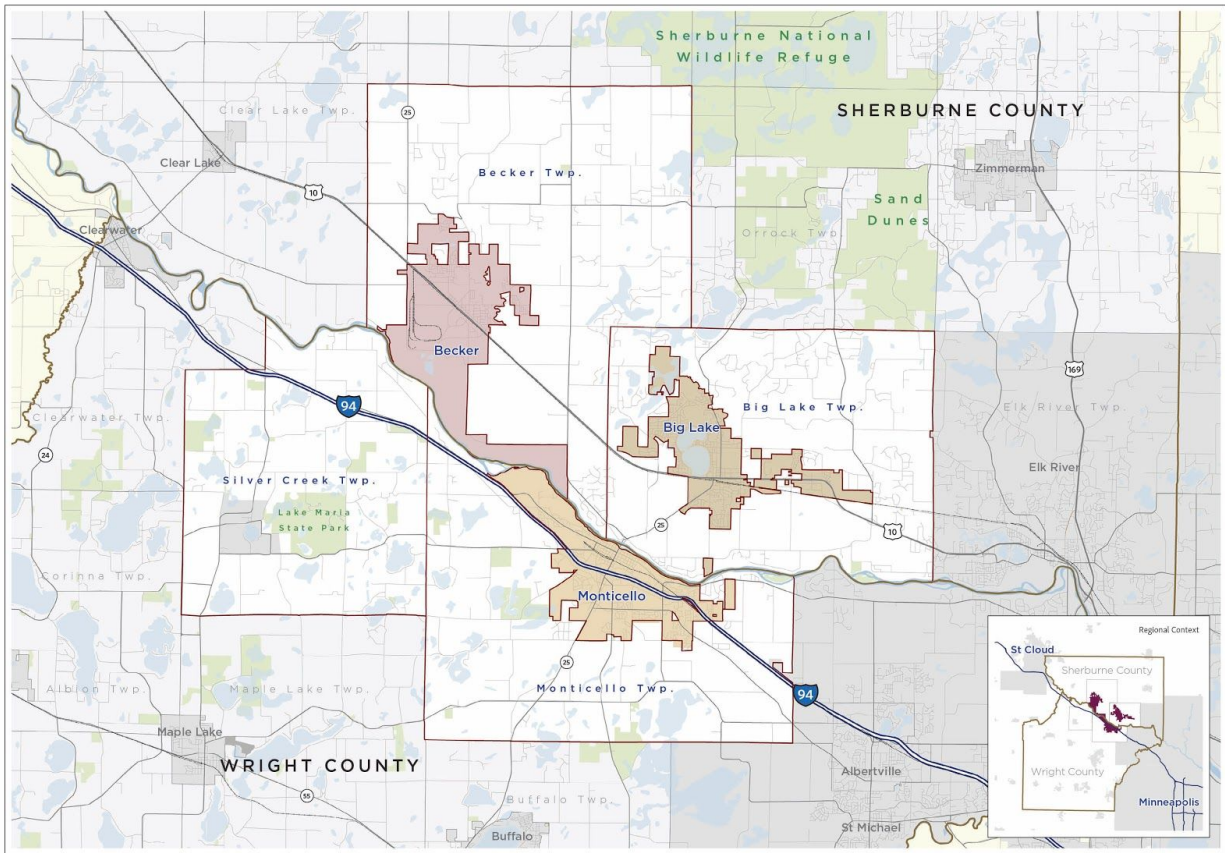 Sherburne National
Wildlife Refuge
SHERBURNE COUNTY
Clear Lake Twp.
25
Clear Lake
Becker Twp.
Zimmerman
10
Sand
Dunes
Orrock Twp.
Clearwater
Becker
169
94
Big Lake Twp.
Elk River Twp.
Clearwater Twp.
Big Lake
24
Elk River
Silver Creek Twp.
Lake Maria
State Park
25
10
Corinna Twp.
Monticello
Regional Context
St Cloud
25
Sherburne County
Albion Twp.
Maple Lake Twp.
Monticello Twp.
94
Maple Lake
WRIGHT COUNTY
Albertville
Wright County
55
Buffalo Twp.
Minneapolis
St Michael
Buffalo